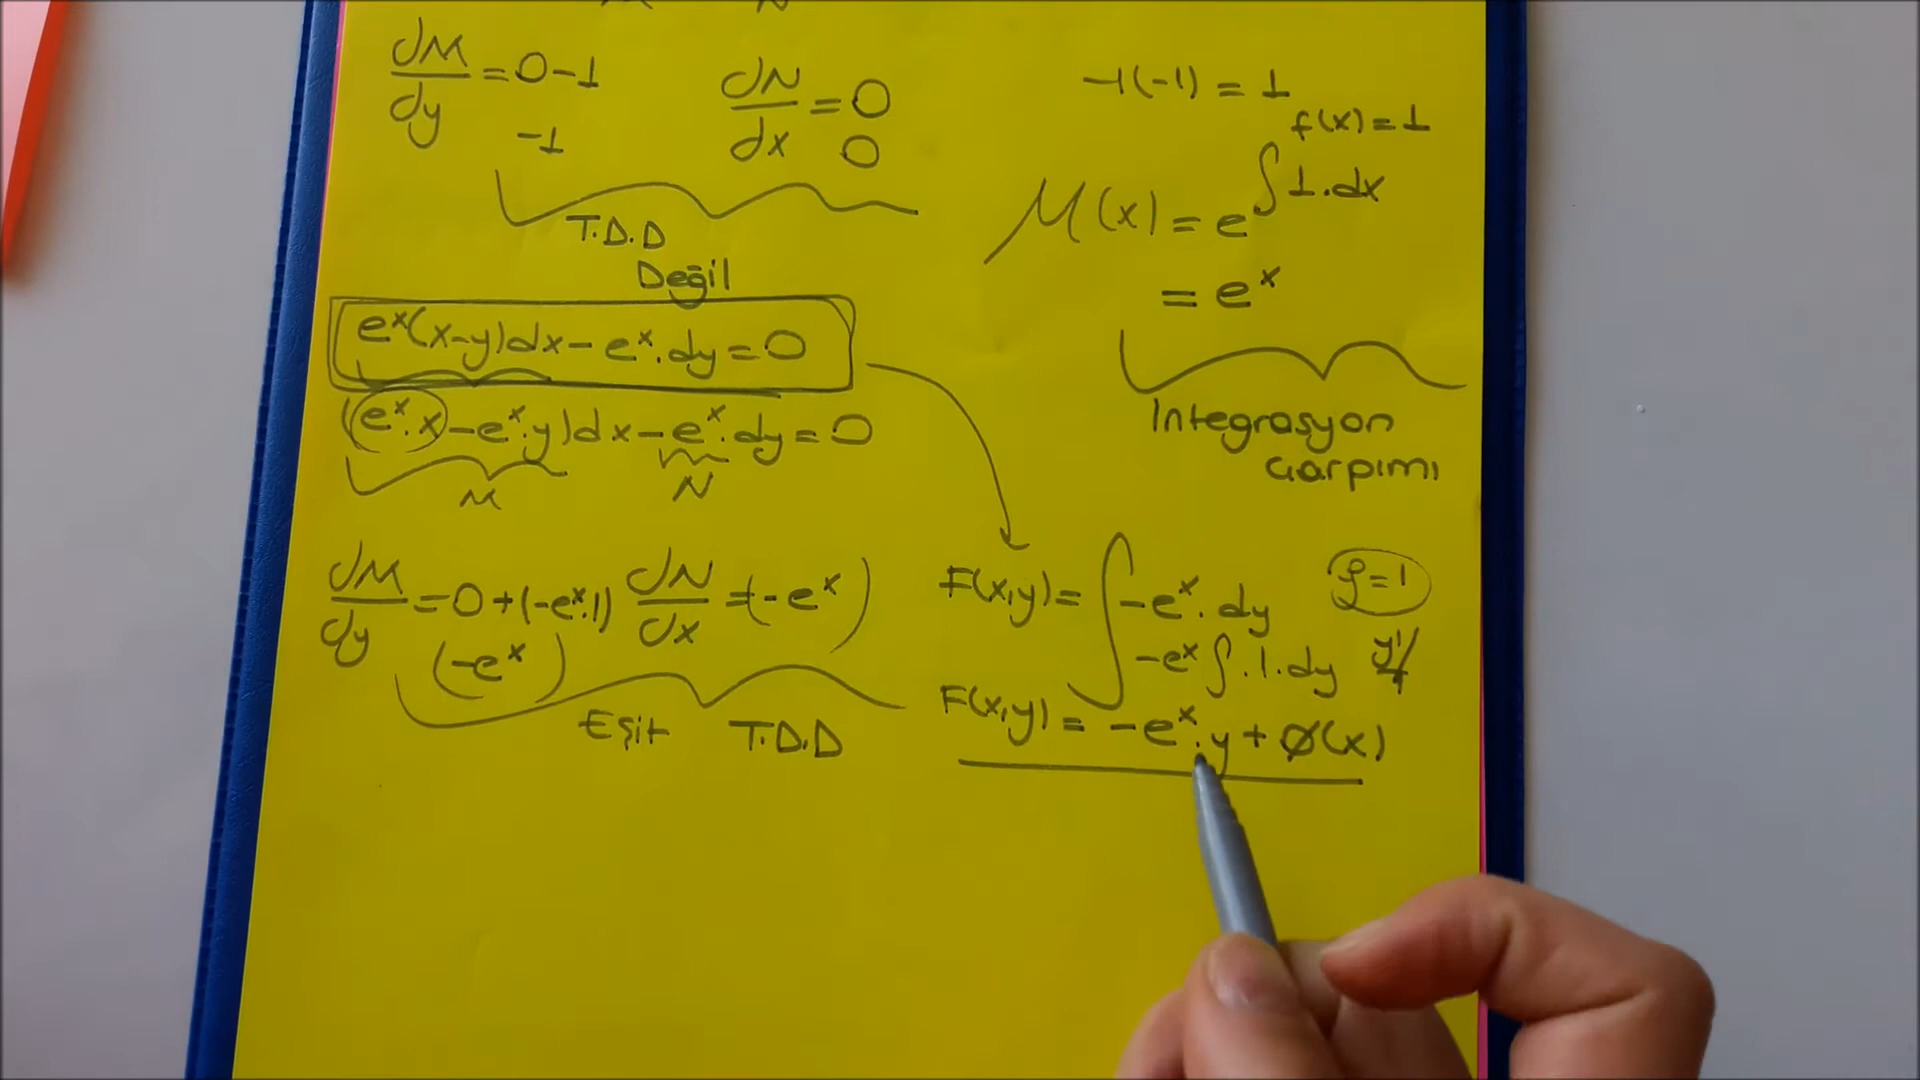 dM/dy = 0-1
-1
dN/dx = 0
0
T.D.D
Değil
e^x(x-y)dx - e^x.dy = 0
(e^x.x - e^x.y)dx - e^x.dy = 0
M
N
dM/dy = 0+(-e^x.1)
(-e^x)
dN/dx = (-e^x)
Eşit T.D.D
-1(-1) = 1
f(x)=1
M(x) = e^∫1.dx
= e^x
Integrasyon
Çarpımı
F(x,y) = ∫-e^x.dy
-e^x ∫.1.dy
F(x,y) = -e^x.y + Ø(x)